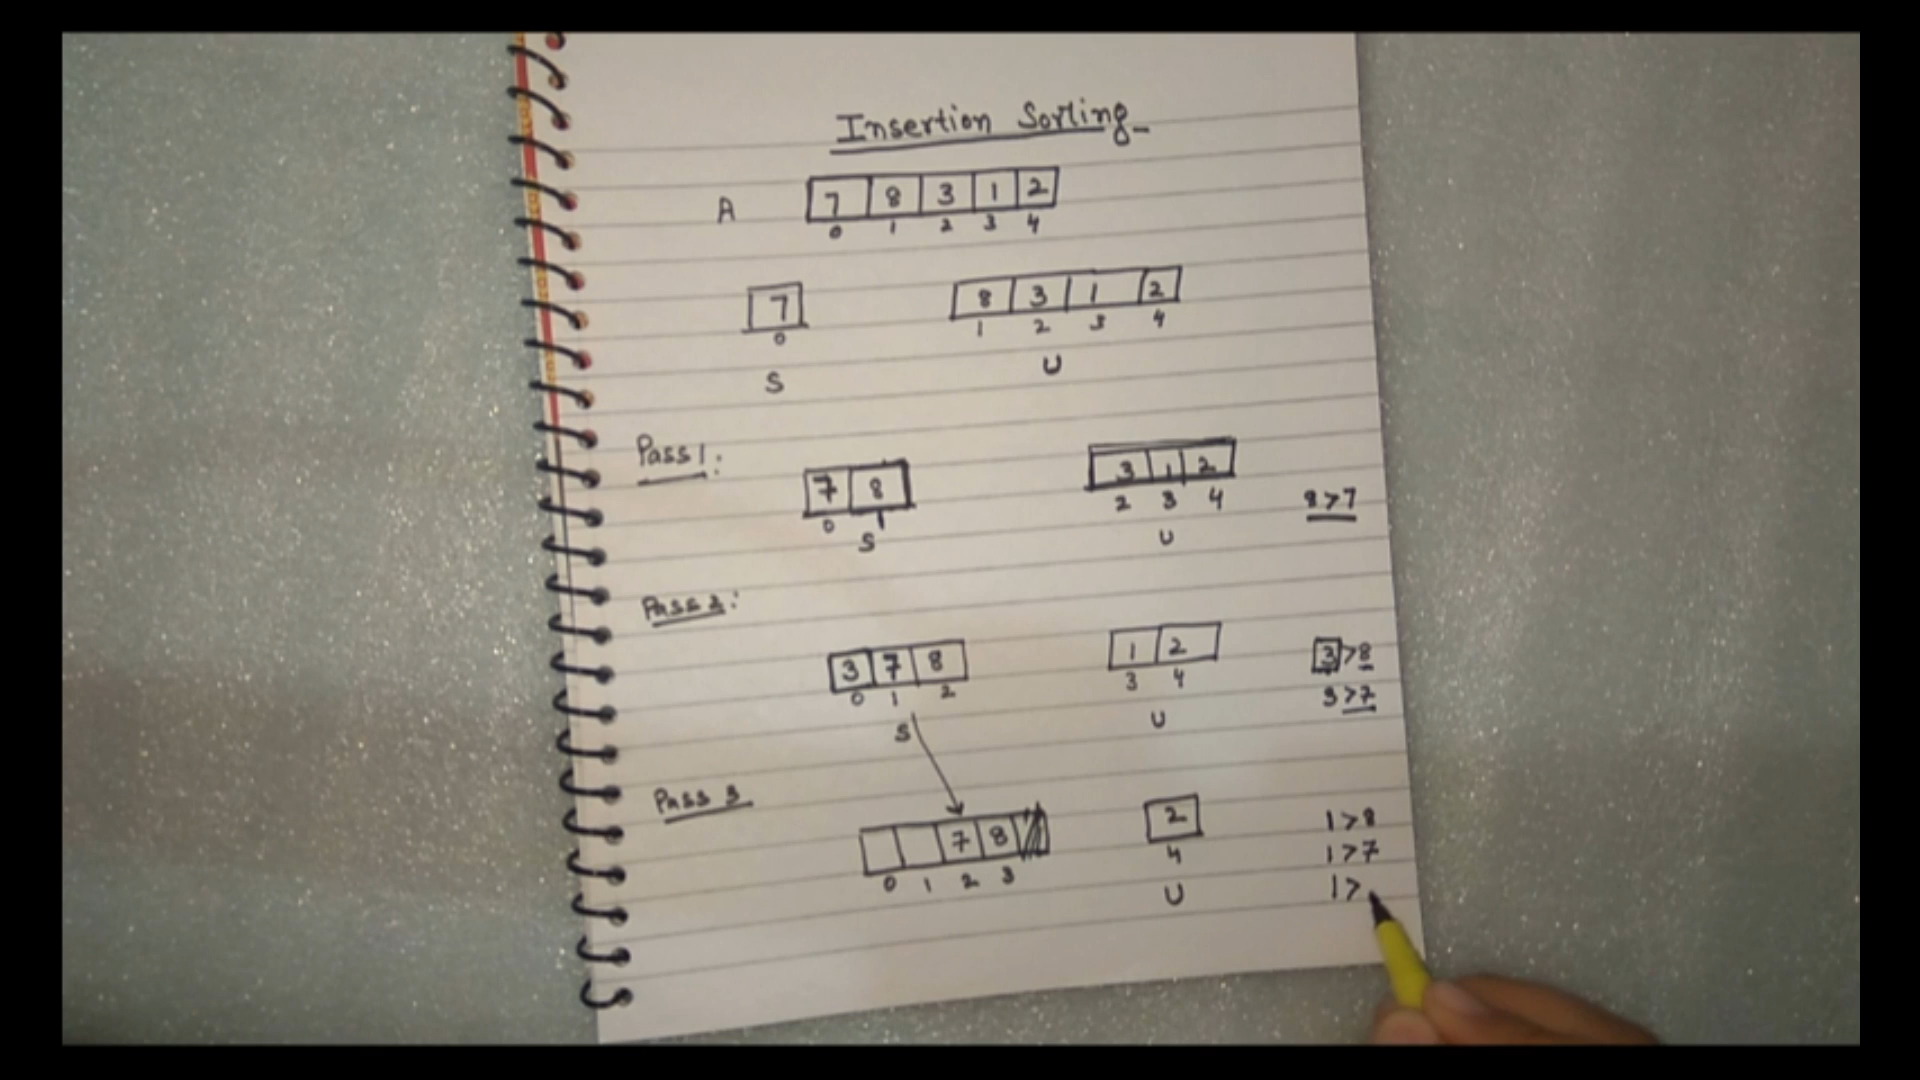 Insertion Sorting
A 7 8 3 1 2
0 1 2 3 4
7 8 3 1 2
0 1 2 3 4
S U
Pass 1:
7 8 3 1 2
0 1 2 3 4 8>7
S U
Pass 2:
3 7 8 1 2 3>8
0 1 2 3 4 3>7
S U
Pass 3
7 8 2 1>8
0 1 2 3 4 1>7
U 1>